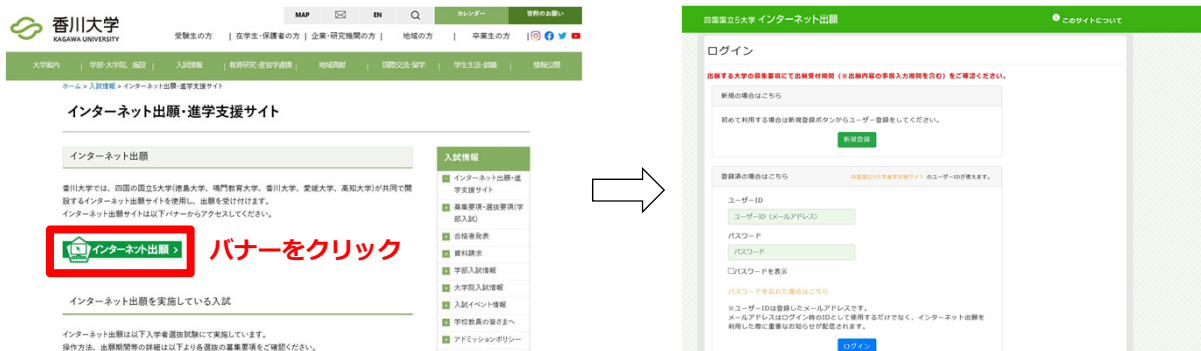 香川大学
KAGAWA UNIVERSITY
MAP EN カレンダー 寄附のお願い
受験生の方 | 在学生・保護者の方 | 企業・研究機関の方 | 地域の方 | 卒業生の方
大学案内 | 学部・大学院、施設 | 入試情報 | 教育研究・産官学連携 | 地域貢献 | 国際交流・留学 | 学生生活・就職 | 情報公開
ホーム > 入試情報 > インターネット出願・進学支援サイト
インターネット出願・進学支援サイト
インターネット出願
香川大学では、四国の国立5大学(徳島大学、鳴門教育大学、香川大学、愛媛大学、高知大学)が共同で開
設するインターネット出願サイトを使用し、出願を受け付けます。
インターネット出願サイトは以下バナーからアクセスしてください。
インターネット出願 >
バナーをクリック
インターネット出願を実施している入試
インターネット出願は以下入学者選抜試験にて実施しています。
操作方法、出願期間等の詳細は以下より各選抜の募集要項をご確認ください。
入試情報
インターネット出願・進
学支援サイト
募集要項・選抜要項(学
部入試)
合格者発表
資料請求
学部入試情報
大学院入試情報
入試イベント情報
学校教員の皆さまへ
アドミッションポリシー
四国国立5大学 インターネット出願
このサイトについて
ログイン
出願する大学の募集要項にて出願受付期間（※出願内容の事前入力期間を含む）をご確認ください。
新規の場合はこちら
初めて利用する場合は新規登録ボタンからユーザー登録をしてください。
新規登録
登録済の場合はこちら 四国国立5大学進学支援サイト のユーザーIDが使えます。
ユーザーID
ユーザーID（メールアドレス）
パスワード
パスワード
パスワードを表示
パスワードを忘れた場合はこちら
※ユーザーIDは登録したメールアドレスです。
メールアドレスはログイン時のIDとして使用するだけでなく、インターネット出願を
利用した際に重要なお知らせが配信されます。
ログイン